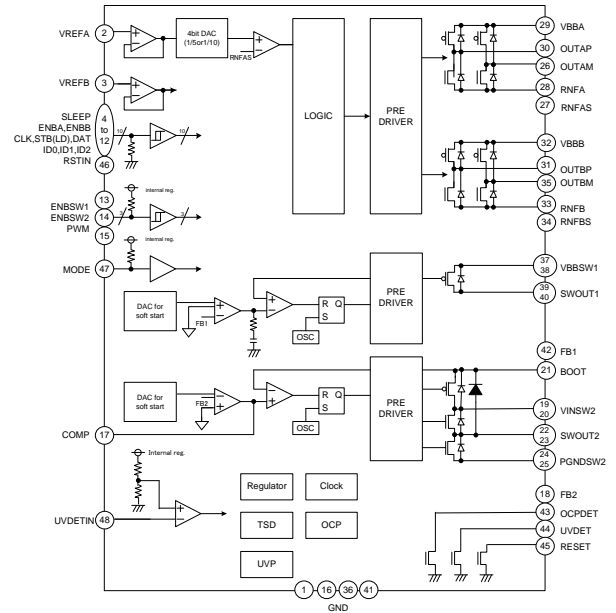 VREFA
2
4bit DAC
(1/5or1/10)
RNFAS
VREFB
3
SLEEP
ENBA,ENBB
CLK,STB(LD),DAT
ID0,ID1,ID2
RSTIN
4
to
12
46
10
10
ENBSW1
ENBSW2
PWM
13
14
15
internal reg.
3
3
MODE
47
internal reg.
LOGIC
PRE
DRIVER
29
VBBA
30
OUTAP
26
OUTAM
28
RNFA
27
RNFAS
32
VBBB
31
OUTBP
35
OUTBM
33
RNFB
34
RNFBS
DAC for
soft start
FB1
R Q
S
OSC
PRE
DRIVER
37
38
VBBSW1
39
40
SWOUT1
42
FB1
21
BOOT
DAC for
soft start
FB2
R Q
S
OSC
PRE
DRIVER
19
20
VINSW2
22
23
SWOUT2
24
25
PGNDSW2
COMP
17
Internal reg.
UVDETIN
48
Regulator
Clock
TSD
OCP
UVP
18
FB2
43
OCPDET
44
UVDET
45
RESET
1
16
36
41
GND